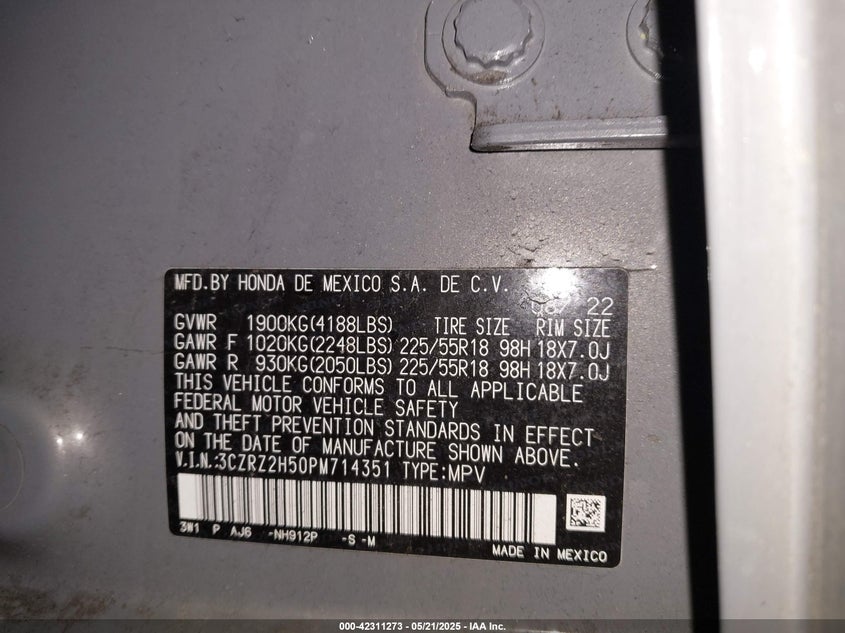 MFD.BY HONDA DE MEXICO S.A. DE C.V.
08/22
GVWR 1900KG(4188LBS) TIRE SIZE RIM SIZE
GAWR F 1020KG(2248LBS) 225/55R18 98H 18X7.0J
GAWR R 930KG(2050LBS) 225/55R18 98H 18X7.0J
THIS VEHICLE CONFORMS TO ALL APPLICABLE
FEDERAL MOTOR VEHICLE SAFETY
AND THEFT PREVENTION STANDARDS IN EFFECT
ON THE DATE OF MANUFACTURE SHOWN ABOVE.
V.I.N.:3CZRZ2H50PM714351 TYPE:MPV
3W1 P AJ6 -NH912P -S -M
MADE IN MEXICO
000-42311273 - 05/21/2025 - IAA Inc.